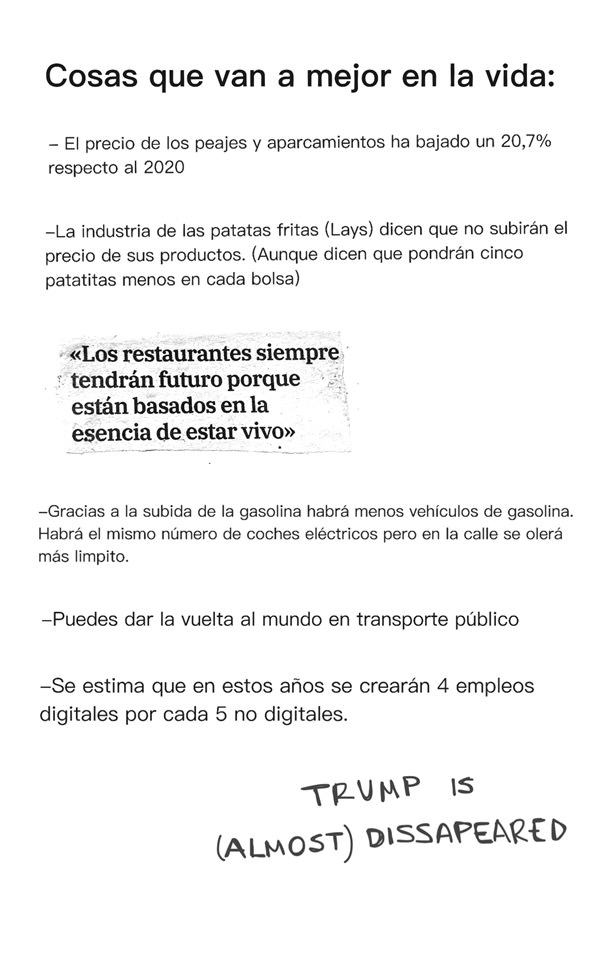 Cosas que van a mejor en la vida:
– El precio de los peajes y aparcamientos ha bajado un 20,7%
respecto al 2020
–La industria de las patatas fritas (Lays) dicen que no subirán el
precio de sus productos. (Aunque dicen que pondrán cinco
patatitas menos en cada bolsa)
«Los restaurantes siempre
tendrán futuro porque
están basados en la
esencia de estar vivo»
–Gracias a la subida de la gasolina habrá menos vehículos de gasolina.
Habrá el mismo número de coches eléctricos pero en la calle se olerá
más limpito.
–Puedes dar la vuelta al mundo en transporte público
–Se estima que en estos años se crearán 4 empleos
digitales por cada 5 no digitales.
TRUMP IS
(ALMOST) DISSAPEARED